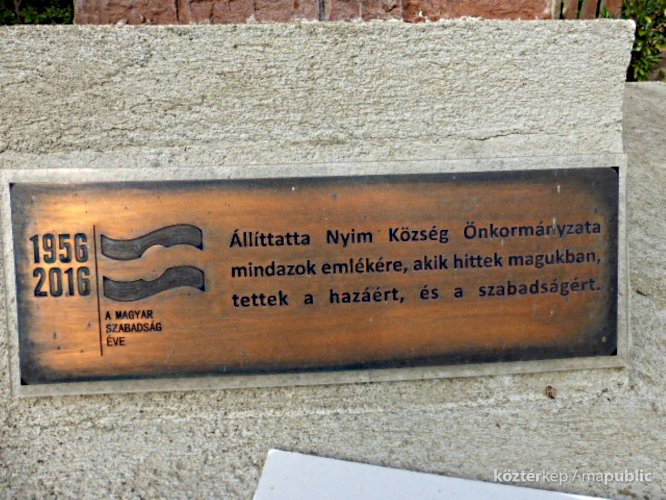 1956
2016
A MAGYAR
SZABADSÁG
ÉVE
Állíttatta Nyim Község Önkormányzata
mindazok emlékére, akik hittek magukban,
tettek a hazáért, és a szabadságért.
köztérkép / mapublic